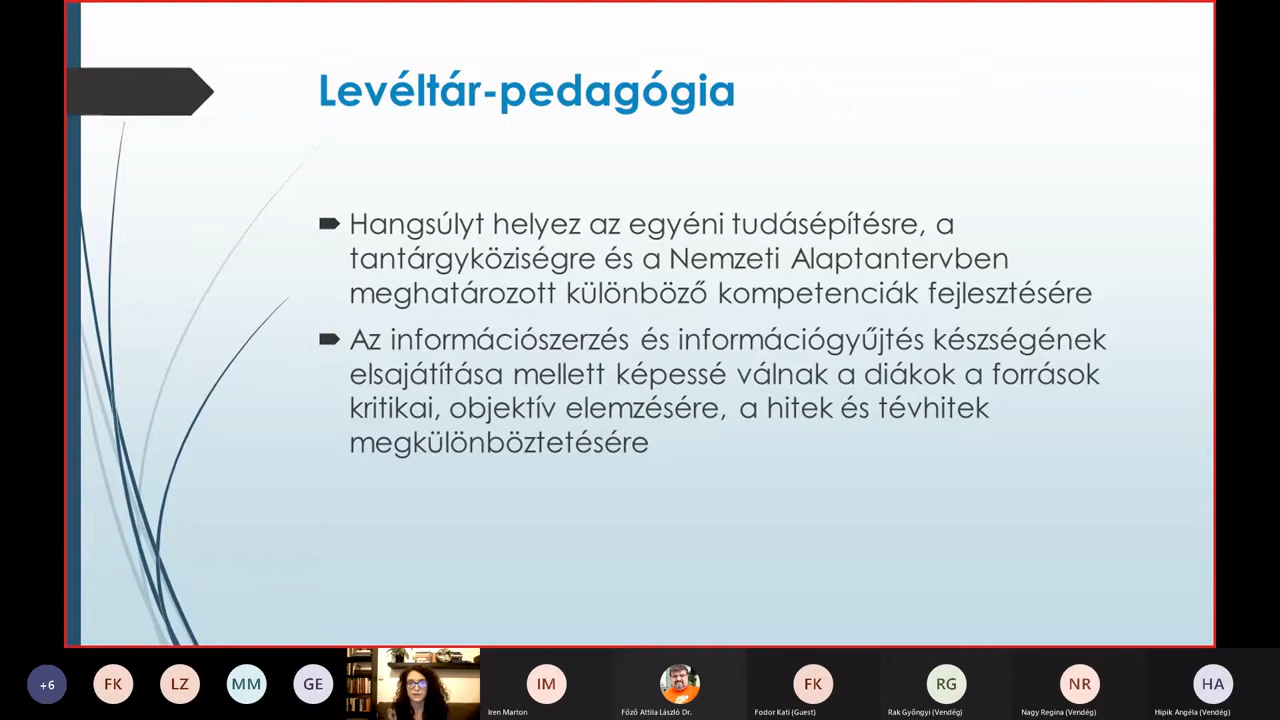 Levéltár-pedagógia
Hangsúlyt helyez az egyéni tudásépítésre, a
tantárgyköziségre és a Nemzeti Alaptantervben
meghatározott különböző kompetenciák fejlesztésére
Az információszerzés és információgyűjtés készségének
elsajátítása mellett képessé válnak a diákok a források
kritikai, objektív elemzésére, a hitek és tévhitek
megkülönböztetésére
+6 FK LZ MM GE IM FK RG NR HA
Iren Marton Főző Attila László Dr. Fodor Kati (Guest) Rak Gyöngyi (Vendég) Nagy Regina (Vendég) Hipik Angéla (Vendég)